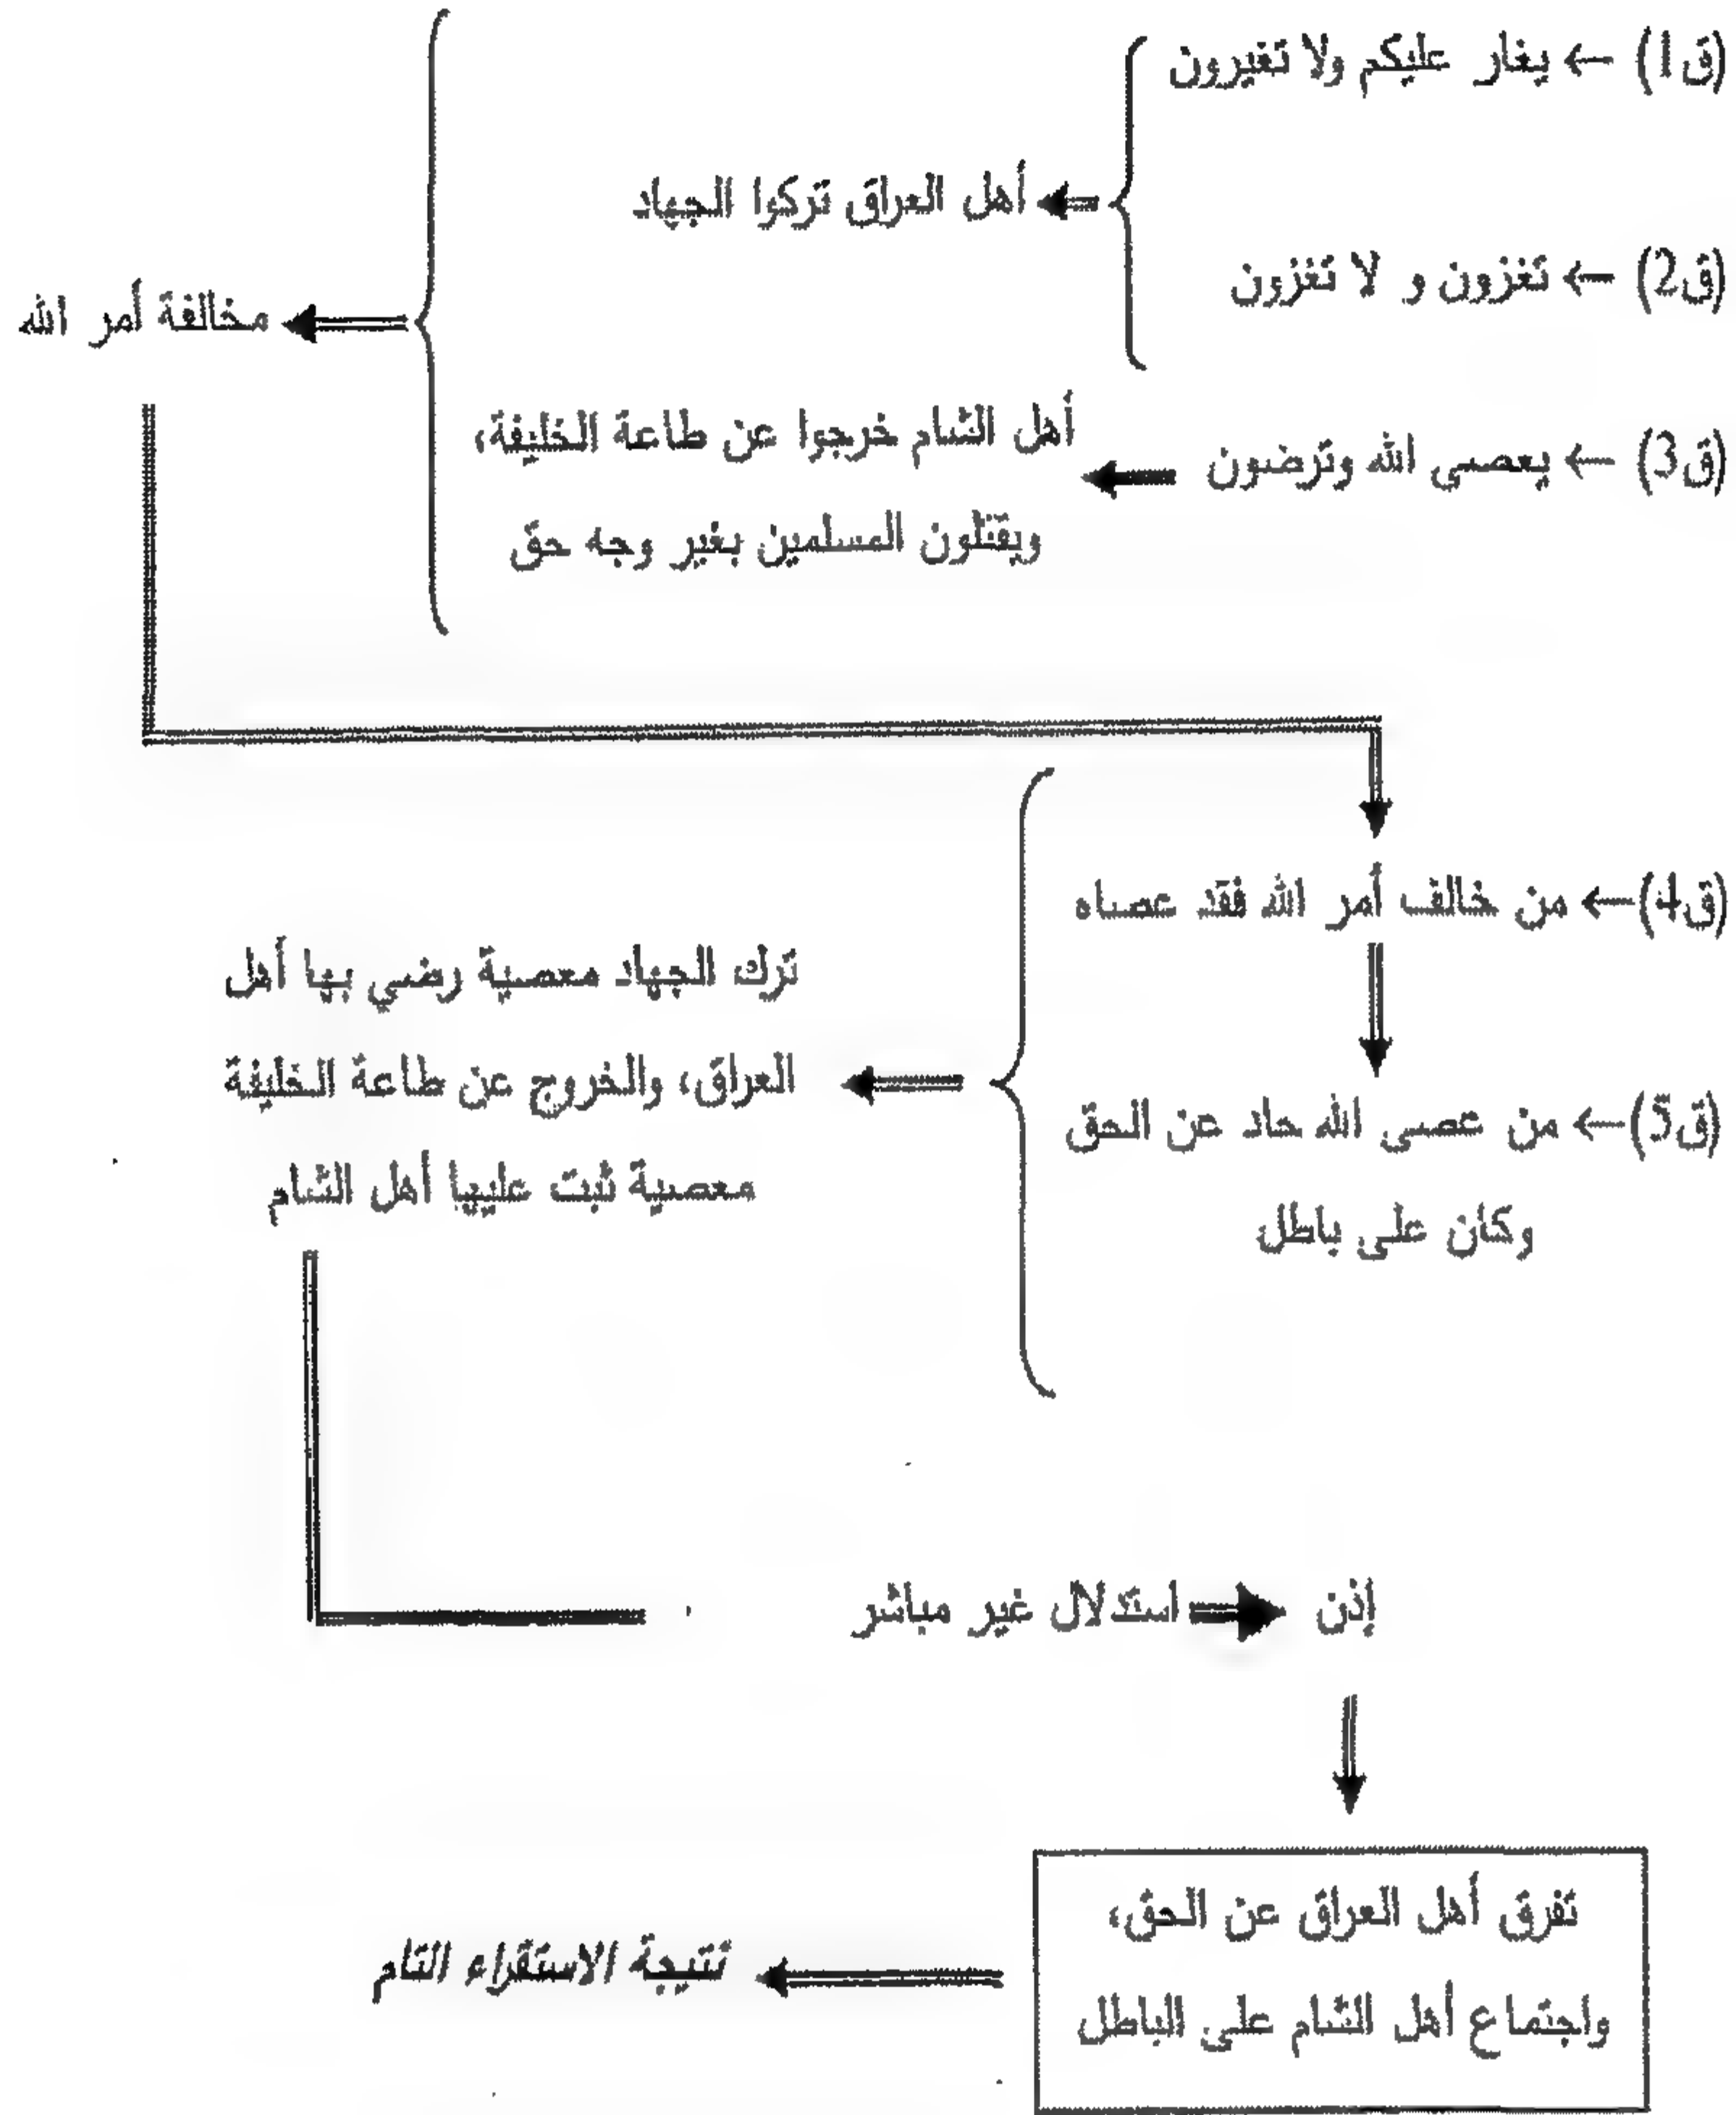 (ق1) ← يغار عليكم ولا تغيرون
أهل العراق تركوا الجهاد
(ق2) ← تغزون و لا تغزون
مخالفة أمر الله
(ق3) ← يعصى الله وترضون
أهل الشام خرجوا عن طاعة الخليفة،
ويقتلون المسلمين بغير وجه حق
(ق4) ← من خالف أمر الله فقد عصاه
(ق5) ← من عصى الله حاد عن الحق
وكان على باطل
ترك الجهاد معصية رضي بها أهل
العراق، والخروج عن طاعة الخليفة
معصية ثبت عليها أهل الشام
إذن استدلال غير مباشر
تفرق أهل العراق عن الحق،
واجتماع أهل الشام على الباطل
نتيجة الاستقراء التام